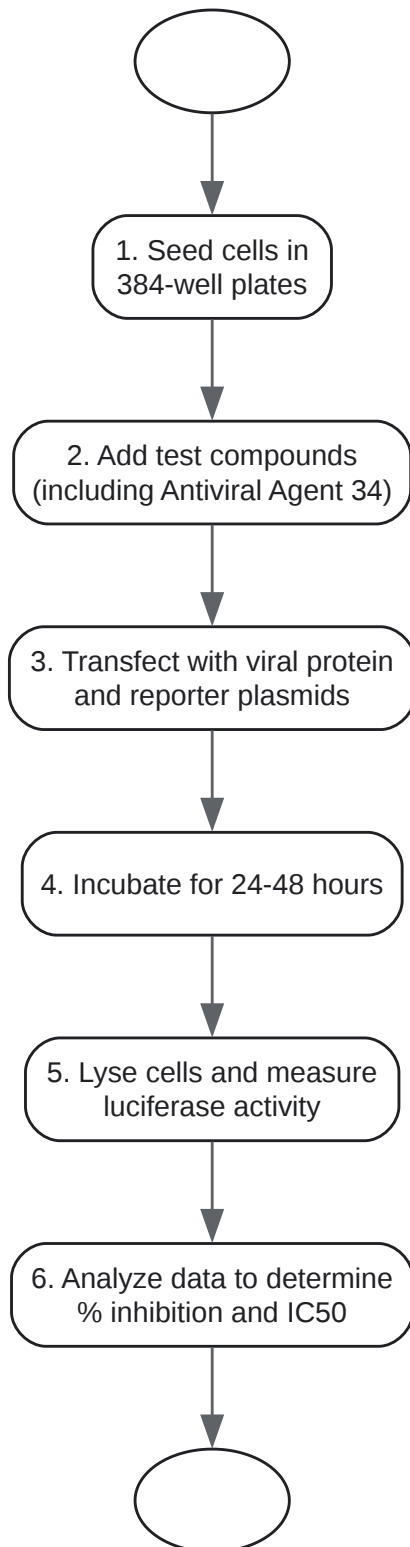 1. Seed cells in
384-well plates
2. Add test compounds
(including Antiviral Agent 34)
3. Transfect with viral protein
and reporter plasmids
4. Incubate for 24-48 hours
5. Lyse cells and measure
luciferase activity
6. Analyze data to determine
% inhibition and IC50